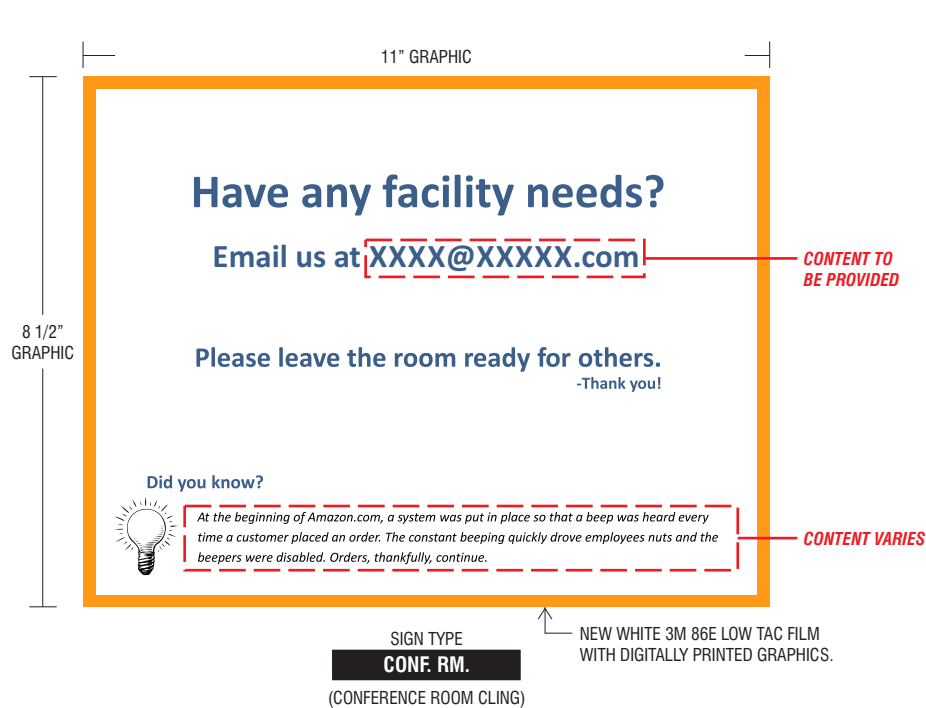 11” GRAPHIC
Have any facility needs?
Email us at XXXX@XXXXX.com
CONTENT TO
BE PROVIDED
8 1/2”
GRAPHIC
Please leave the room ready for others.
-Thank you!
Did you know?
At the beginning of Amazon.com, a system was put in place so that a beep was heard every
time a customer placed an order. The constant beeping quickly drove employees nuts and the
beepers were disabled. Orders, thankfully, continue.
CONTENT VARIES
NEW WHITE 3M 86E LOW TAC FILM
WITH DIGITALLY PRINTED GRAPHICS.
SIGN TYPE
CONF. RM.
(CONFERENCE ROOM CLING)